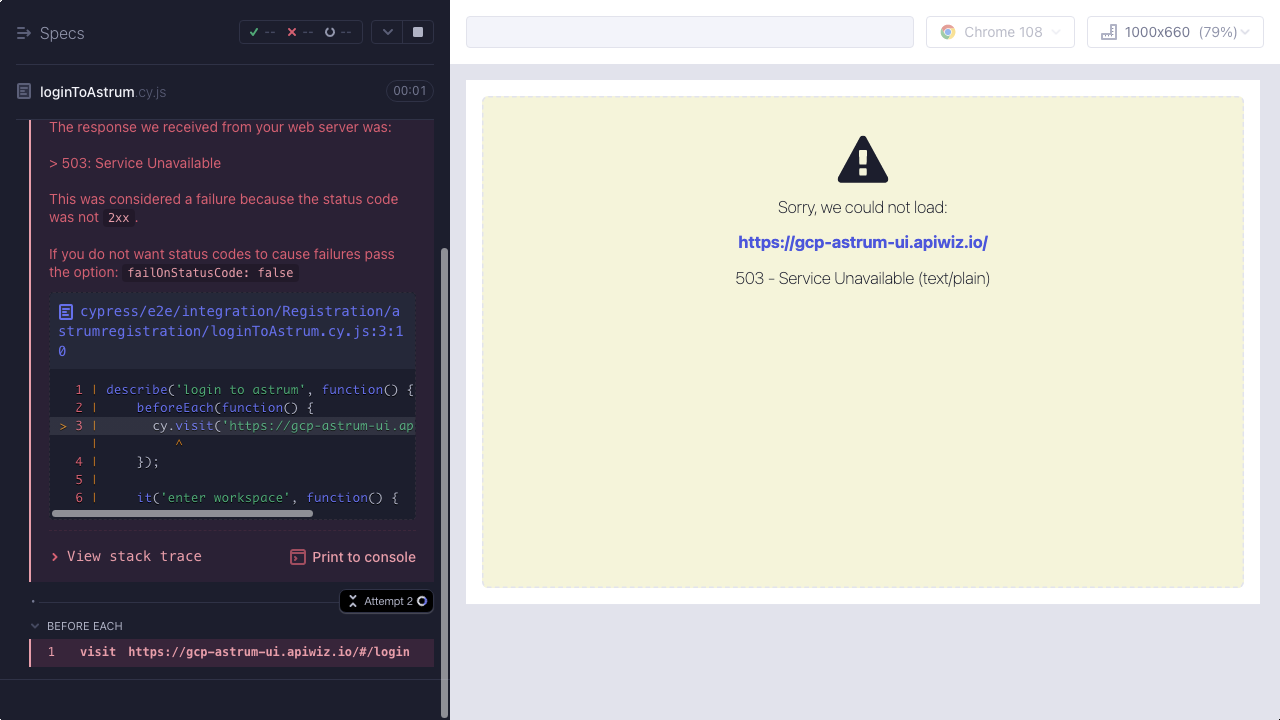 Specs
-- -- --
loginToAstrum.cy.js 00:01
The response we received from your web server was:
> 503: Service Unavailable
This was considered a failure because the status code
was not 2xx.
If you do not want status codes to cause failures pass
the option: failOnStatusCode: false
cypress/e2e/integration/Registration/a
strumregistration/loginToAstrum.cy.js:3:1
0
1 | describe('login to astrum', function() {
2 | beforeEach(function() {
> 3 | cy.visit('https://gcp-astrum-ui.ap
| ^
4 | });
5 |
6 | it('enter workspace', function() {
View stack trace Print to console
Attempt 2
BEFORE EACH
1 visit https://gcp-astrum-ui.apiwiz.io/#/login
Chrome 108 1000x660 (79%)
Sorry, we could not load:
https://gcp-astrum-ui.apiwiz.io/
503 - Service Unavailable (text/plain)